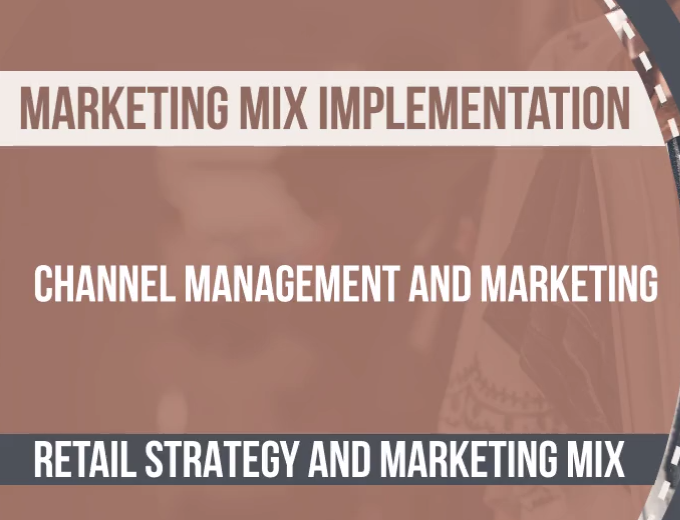 MARKETING MIX IMPLEMENTATION
CHANNEL MANAGEMENT AND MARKETING
RETAIL STRATEGY AND MARKETING MIX